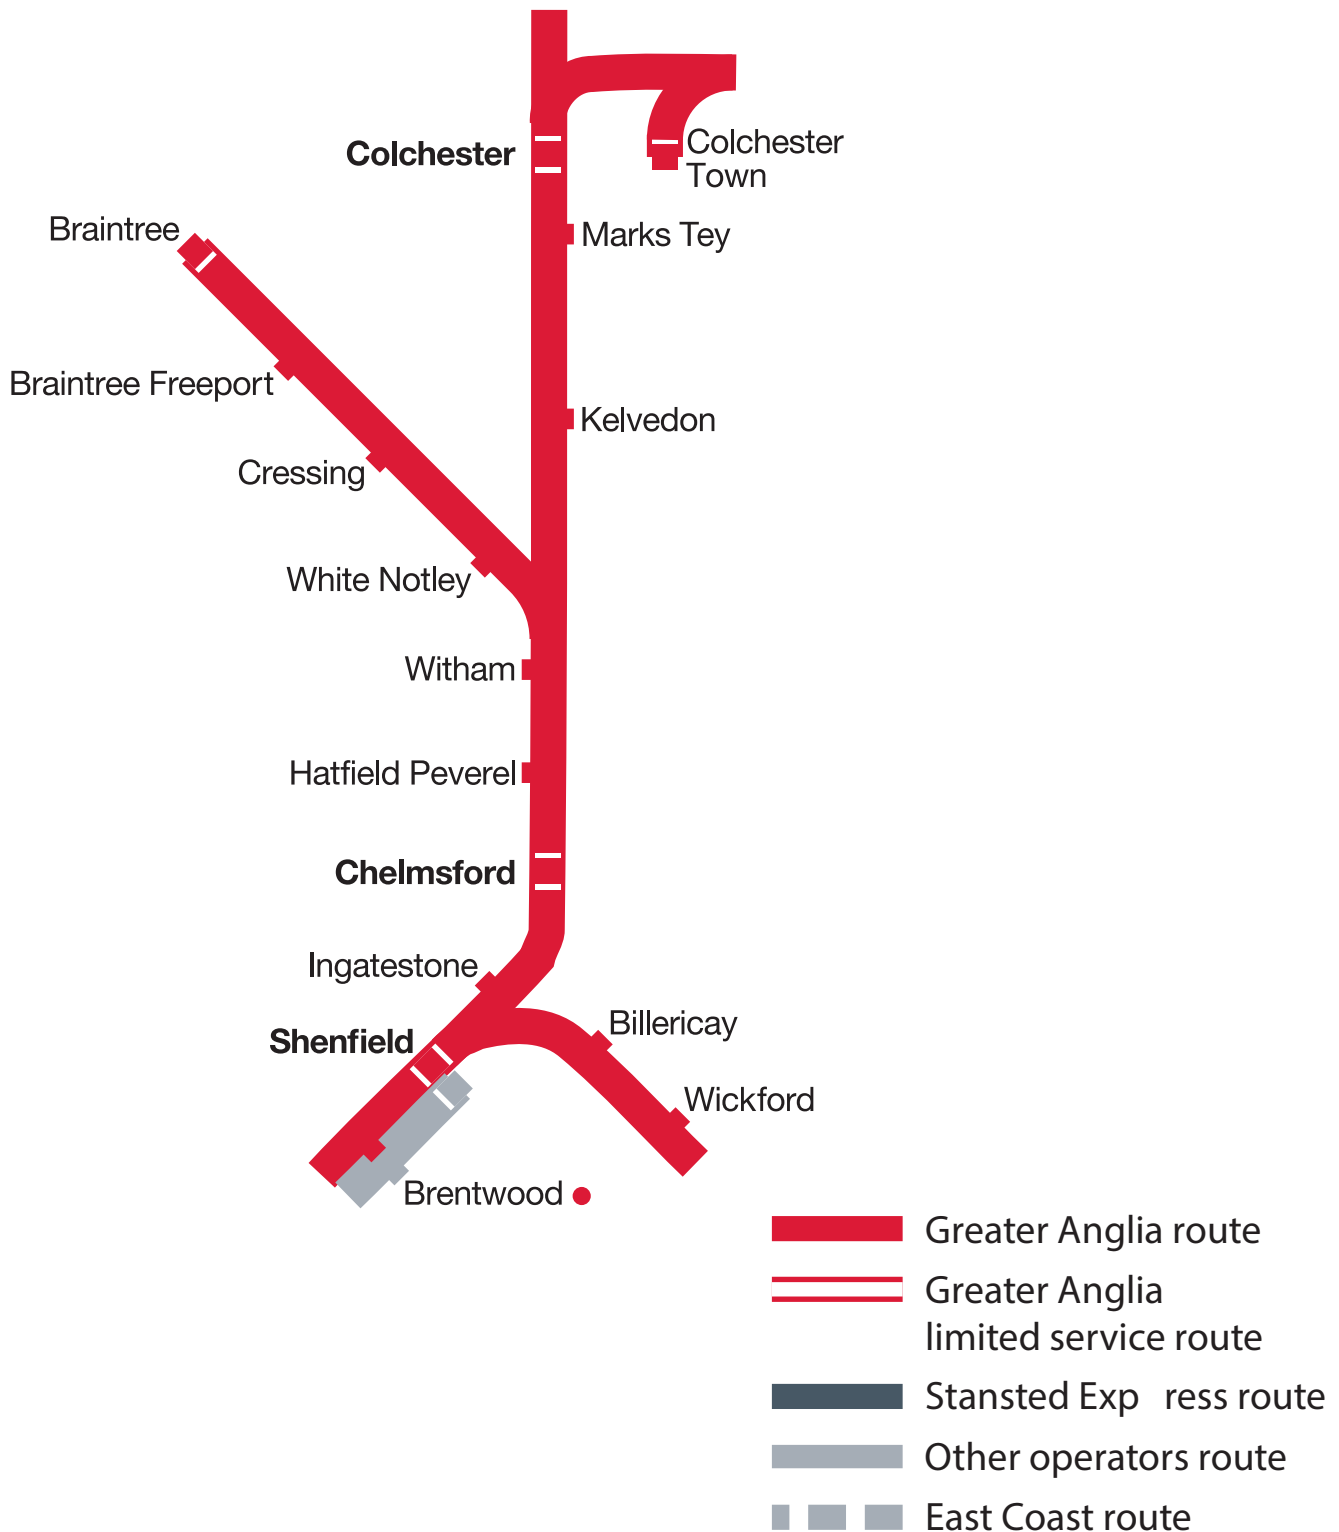 Colchester
Colchester
Town
Braintree
Marks Tey
Braintree Freeport
Kelvedon
Cressing
White Notley
Witham
Hatfield Peverel
Chelmsford
Ingatestone
Billericay
Shenfield
Wickford
Brentwood
Greater Anglia route
Greater Anglia
limited service route
Stansted Exp ress route
Other operators route
East Coast route